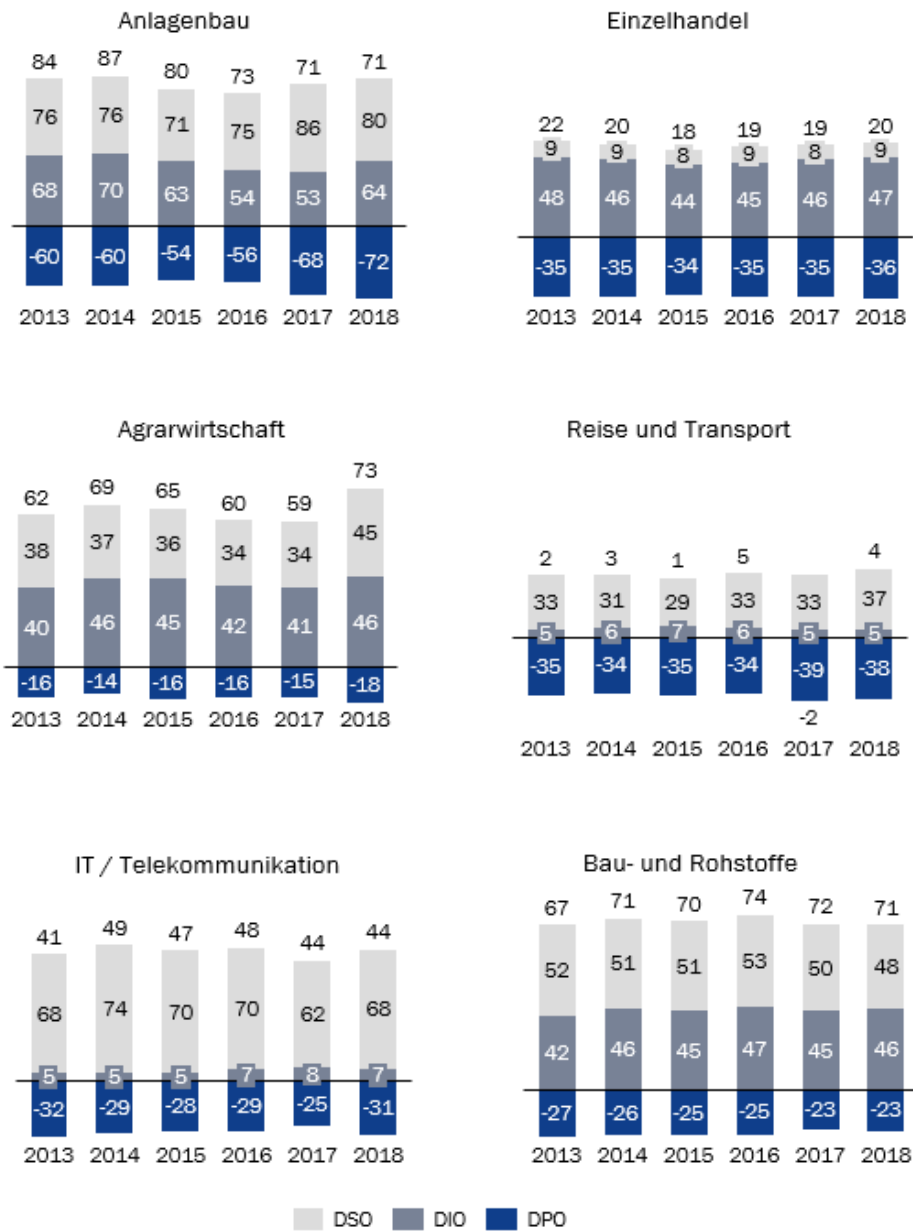 Anlagenbau
84 87 80 73 71 71
76 76 71 75 86 80
68 70 63 54 53 64
-60 -60 -54 -56 -68 -72
2013 2014 2015 2016 2017 2018
Einzelhandel
22 20 18 19 19 20
9 9 8 9 8 9
48 46 44 45 46 47
-35 -35 -34 -35 -35 -36
2013 2014 2015 2016 2017 2018
Agrarwirtschaft
62 69 65 60 59 73
38 37 36 34 34 45
40 46 45 42 41 46
-16 -14 -16 -16 -15 -18
2013 2014 2015 2016 2017 2018
Reise und Transport
2 3 1 5 4
33 31 29 33 33 37
5 6 7 6 5 5
-35 -34 -35 -34 -39 -38
-2
2013 2014 2015 2016 2017 2018
IT / Telekommunikation
41 49 47 48 44 44
68 74 70 70 62 68
5 5 5 7 8 7
-32 -29 -28 -29 -25 -31
2013 2014 2015 2016 2017 2018
Bau- und Rohstoffe
67 71 70 74 72 71
52 51 51 53 50 48
42 46 45 47 45 46
-27 -26 -25 -25 -23 -23
2013 2014 2015 2016 2017 2018
DSO DIO DPO